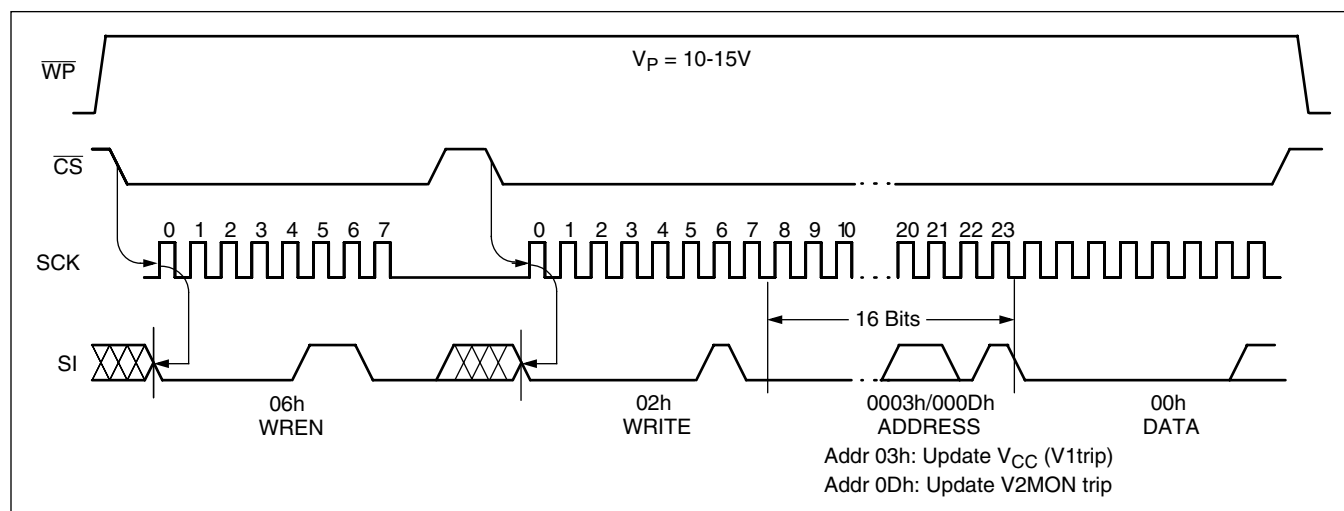 WP
V_P = 10-15V
CS
0 1 2 3 4 5 6 7 0 1 2 3 4 5 6 7 8 9 10 20 21 22 23
SCK
16 Bits
SI
06h 02h 0003h/000Dh 00h
WREN WRITE ADDRESS DATA
Addr 03h: Update V_CC (V1trip)
Addr 0Dh: Update V2MON trip